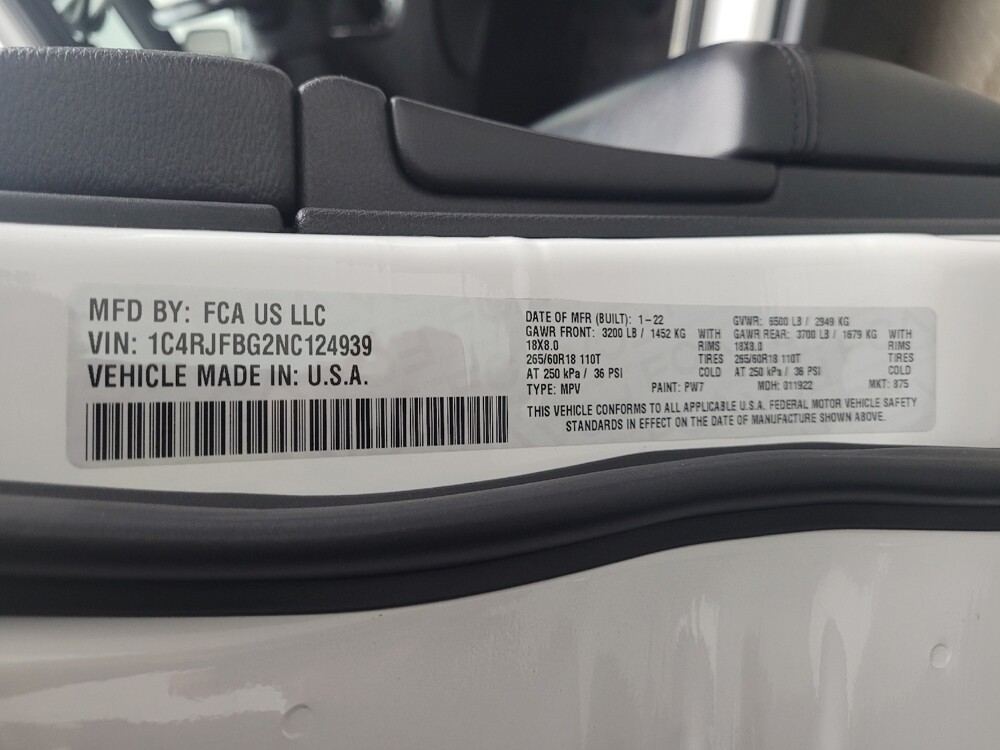 MFD BY: FCA US LLC
VIN: 1C4RJFBG2NC124939
VEHICLE MADE IN: U.S.A.
DATE OF MFR (BUILT): 1-22 GVWR: 6500 LB / 2949 KG
GAWR FRONT: 3200 LB / 1452 KG WITH GAWR REAR: 3700 LB / 1679 KG WITH
18X8.0 RIMS 18X8.0 RIMS
265/60R18 110T TIRES 265/60R18 110T TIRES
AT 250 kPa / 36 PSI COLD AT 250 kPa / 36 PSI COLD
TYPE: MPV PAINT: PW7 MDH: 011922 MKT: 875
THIS VEHICLE CONFORMS TO ALL APPLICABLE U.S.A. FEDERAL MOTOR VEHICLE SAFETY
STANDARDS IN EFFECT ON THE DATE OF MANUFACTURE SHOWN ABOVE.